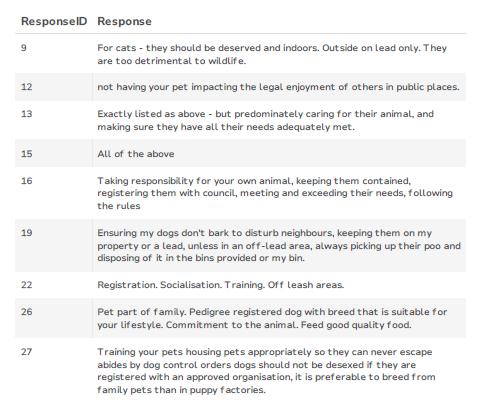 ResponseID Response
9 For cats - they should be deserved and indoors. Outside on lead only. They
are too detrimental to wildlife.
12 not having your pet impacting the legal enjoyment of others in public places.
13 Exactly listed as above - but predominately caring for their animal, and
making sure they have all their needs adequately met.
15 All of the above
16 Taking responsibility for your own animal, keeping them contained,
registering them with council, meeting and exceeding their needs, following
the rules
19 Ensuring my dogs don't bark to disturb neighbours, keeping them on my
property or a lead, unless in an off-lead area, always picking up their poo and
disposing of it in the bins provided or my bin.
22 Registration. Socialisation. Training. Off leash areas.
26 Pet part of family. Pedigree registered dog with breed that is suitable for
your lifestyle. Commitment to the animal. Feed good quality food.
27 Training your pets housing pets appropriately so they can never escape
abides by dog control orders dogs should not be desexed if they are
registered with an approved organisation, it is preferable to breed from
family pets than in puppy factories.